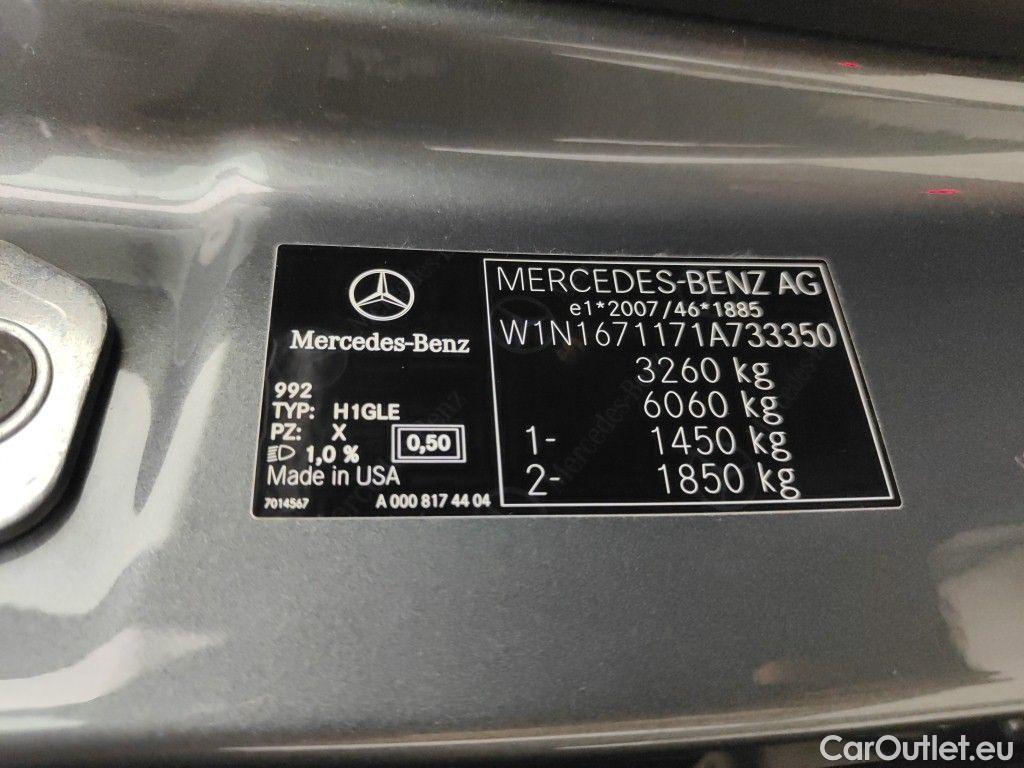 Mercedes-Benz
992
TYP: H1GLE
PZ: X
0,50
1,0 %
Made in USA
7014567
A 000 817 44 04
MERCEDES-BENZ AG
e1*2007/46*1885
W1N1671171A733350
3260 kg
6060 kg
1- 1450 kg
2- 1850 kg
CarOutlet.eu